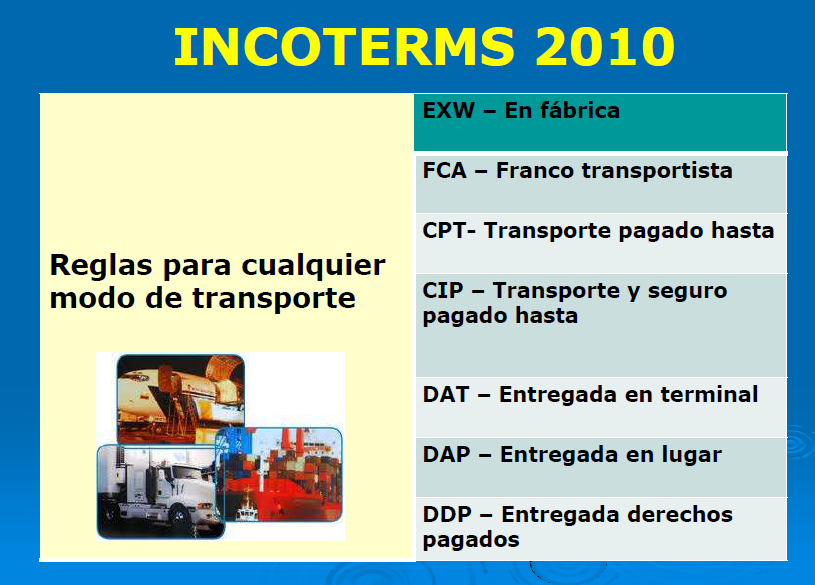 INCOTERMS 2010
Reglas para cualquier
modo de transporte
EXW – En fábrica
FCA – Franco transportista
CPT- Transporte pagado hasta
CIP – Transporte y seguro
pagado hasta
DAT – Entregada en terminal
DAP – Entregada en lugar
DDP – Entregada derechos
pagados